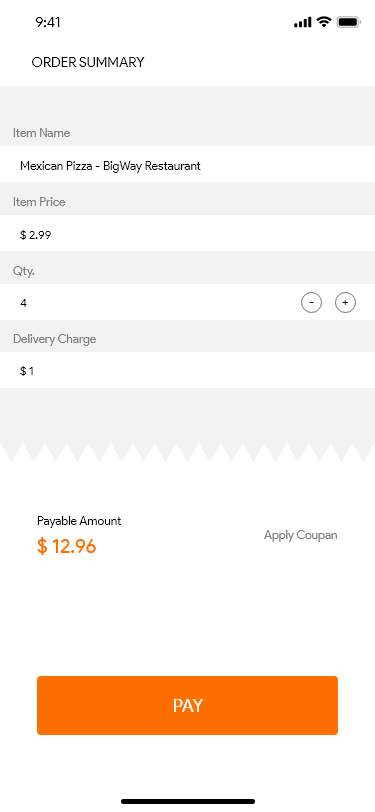 9:41
ORDER SUMMARY
Item Name
Mexican Pizza - BigWay Restaurant
Item Price
$ 2.99
Qty.
4 - +
Delivery Charge
$ 1
Payable Amount
$ 12.96
Apply Coupan
PAY